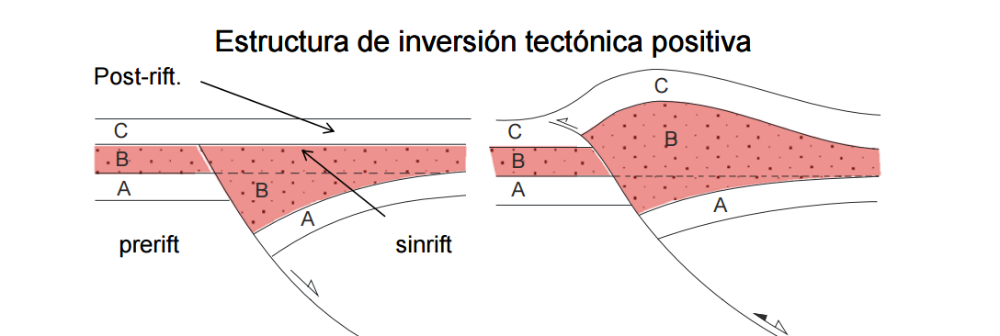 Estructura de inversión tectónica positiva
Post-rift.
C
B
A
B
A
prerift
sinrift
C
C
B
B
A
A